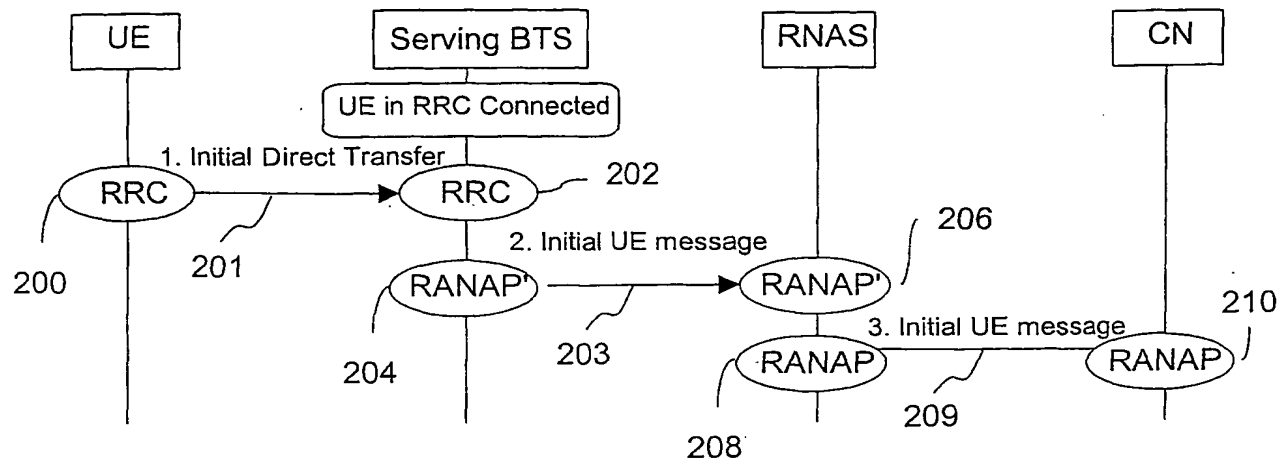 UE
Serving BTS
RNAS
CN
UE in RRC Connected
1. Initial Direct Transfer
RRC
RRC
202
200
201
206
2. Initial UE message
RANAP'
RANAP'
204
203
3. Initial UE message
210
RANAP
RANAP
208
209